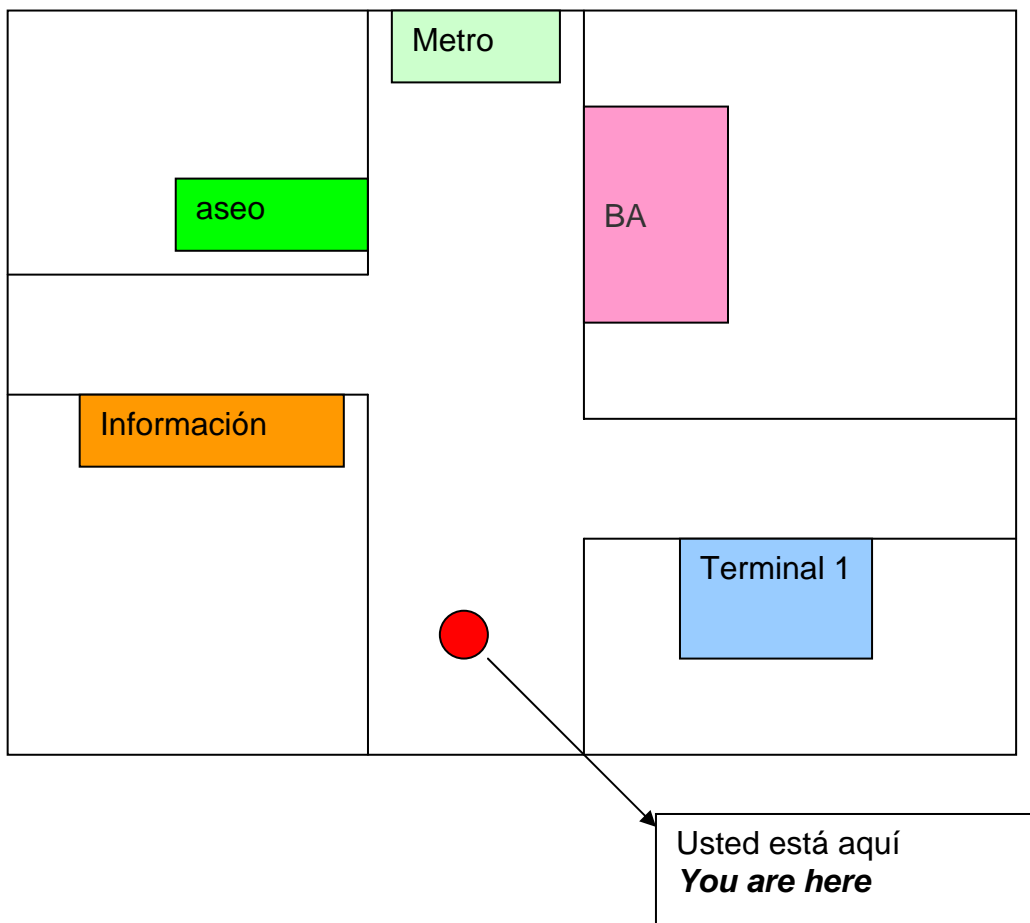 Metro
aseo
BA
Información
Terminal 1
Usted está aquí
You are here